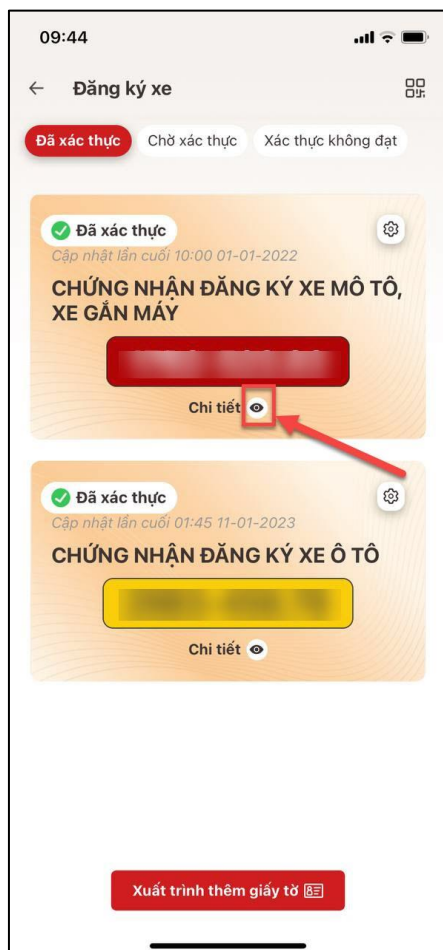 09:44
Đăng ký xe
Đã xác thực Chờ xác thực Xác thực không đạt
Đã xác thực
Cập nhật lần cuối 10:00 01-01-2022
CHỨNG NHẬN ĐĂNG KÝ XE MÔ TÔ,
XE GẮN MÁY
Chi tiết
Đã xác thực
Cập nhật lần cuối 01:45 11-01-2023
CHỨNG NHẬN ĐĂNG KÝ XE Ô TÔ
Chi tiết
Xuất trình thêm giấy tờ